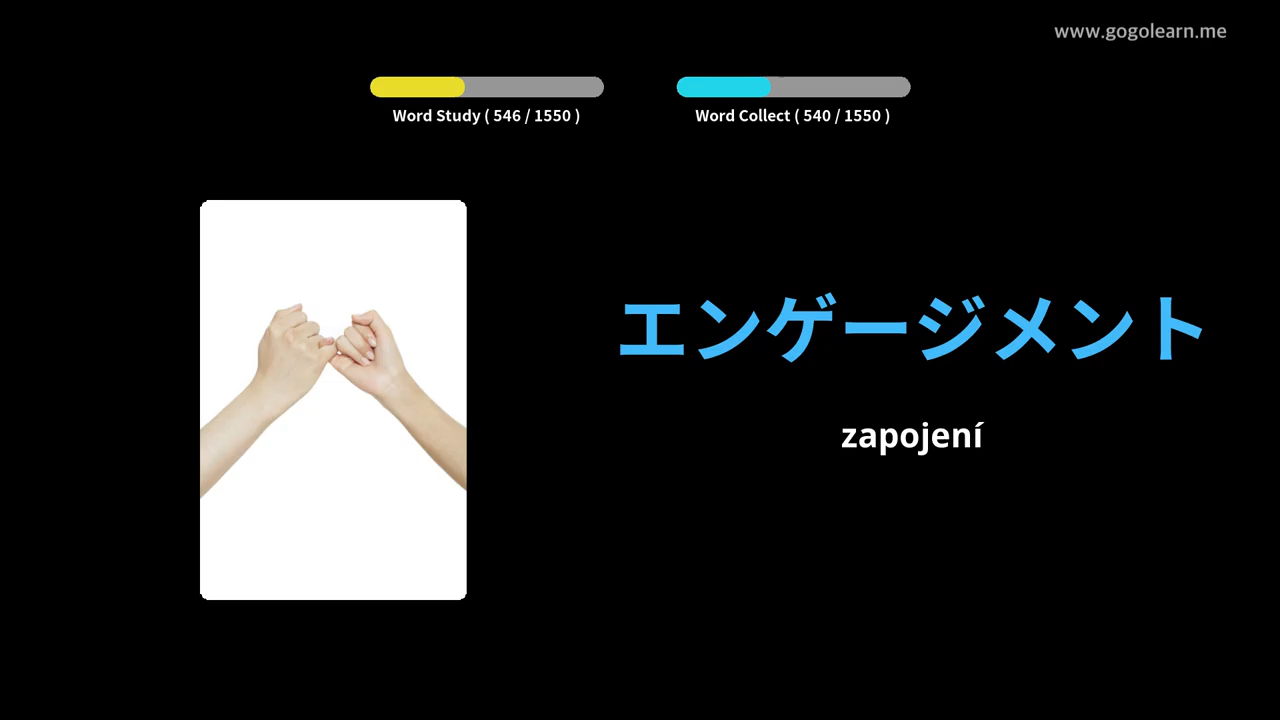 www.gogolearn.me
Word Study ( 546 / 1550 )
Word Collect ( 540 / 1550 )
エンゲージメント
zapojení